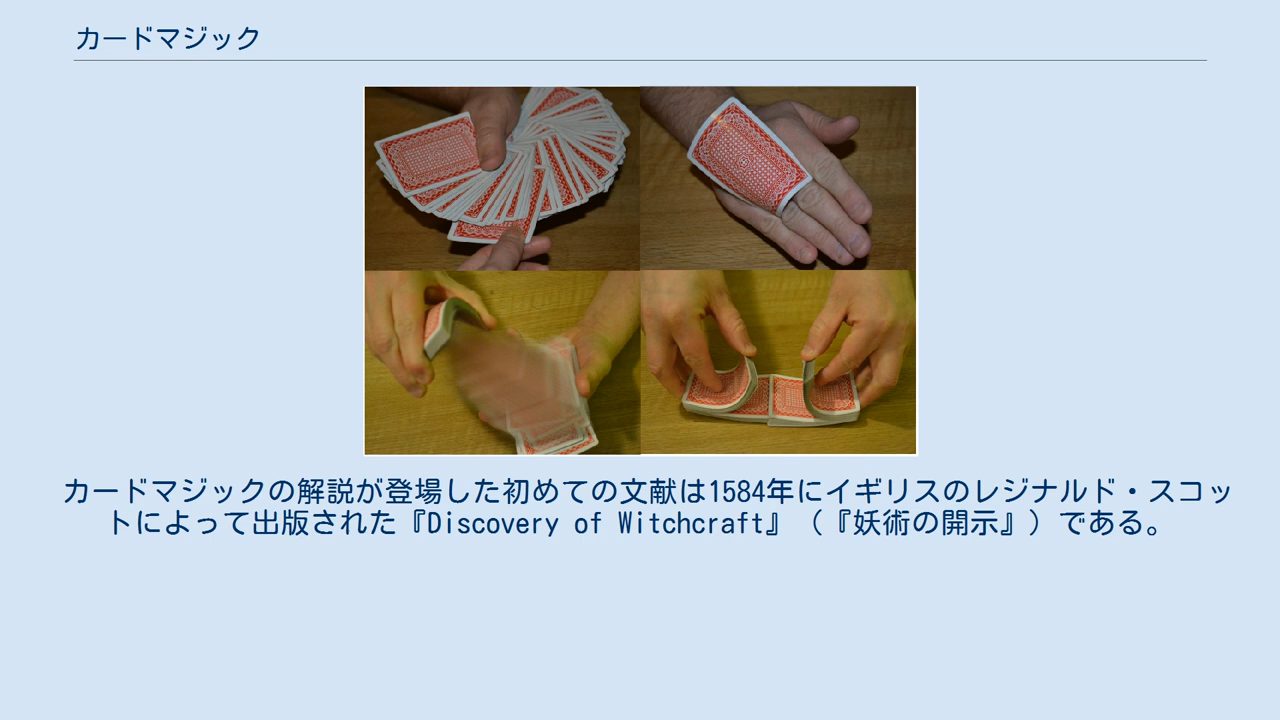 カードマジック
カードマジックの解説が登場した初めての文献は1584年にイギリスのレジナルド・スコッ
トによって出版された『Discovery of Witchcraft』（『妖術の開示』）である。